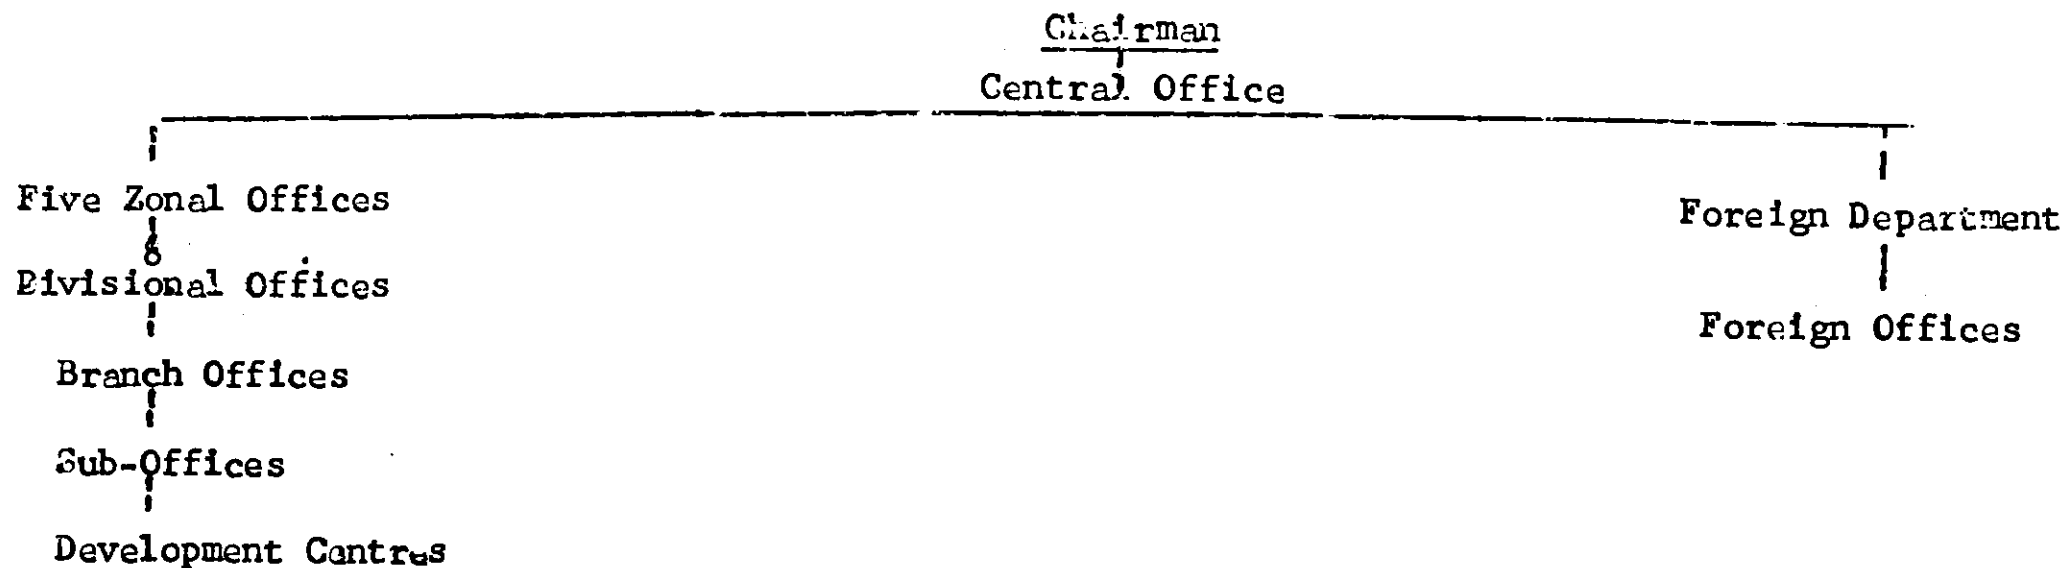 Chairman
Central Office
Five Zonal Offices
Foreign Department
Divisional Offices
Foreign Offices
Branch Offices
Sub-Offices
Development Centres